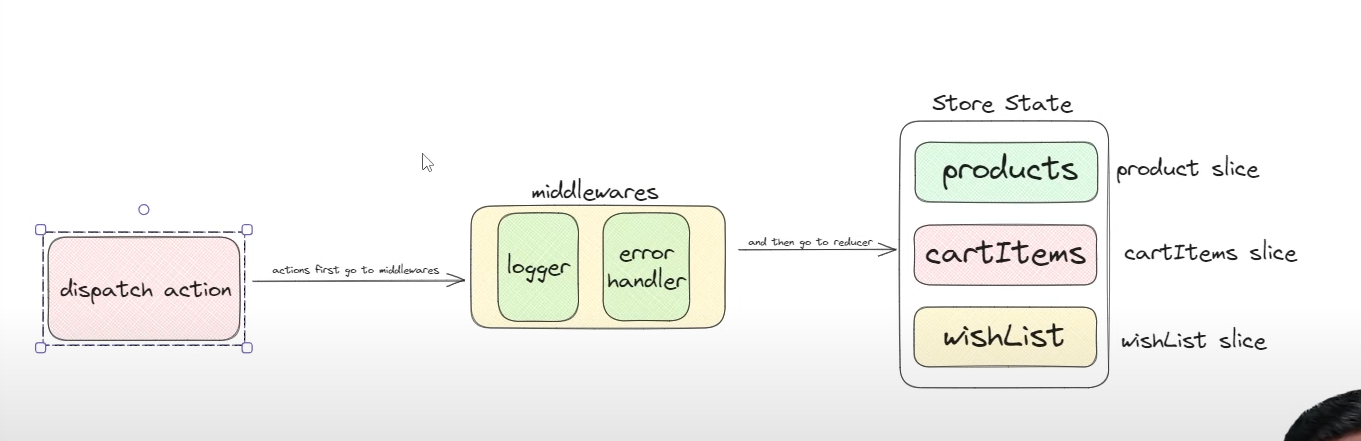 dispatch action
actions first go to middlewares
middlewares
logger
error
handler
and then go to reducer
Store State
products
product slice
cartItems
cartItems slice
wishList
wishList slice